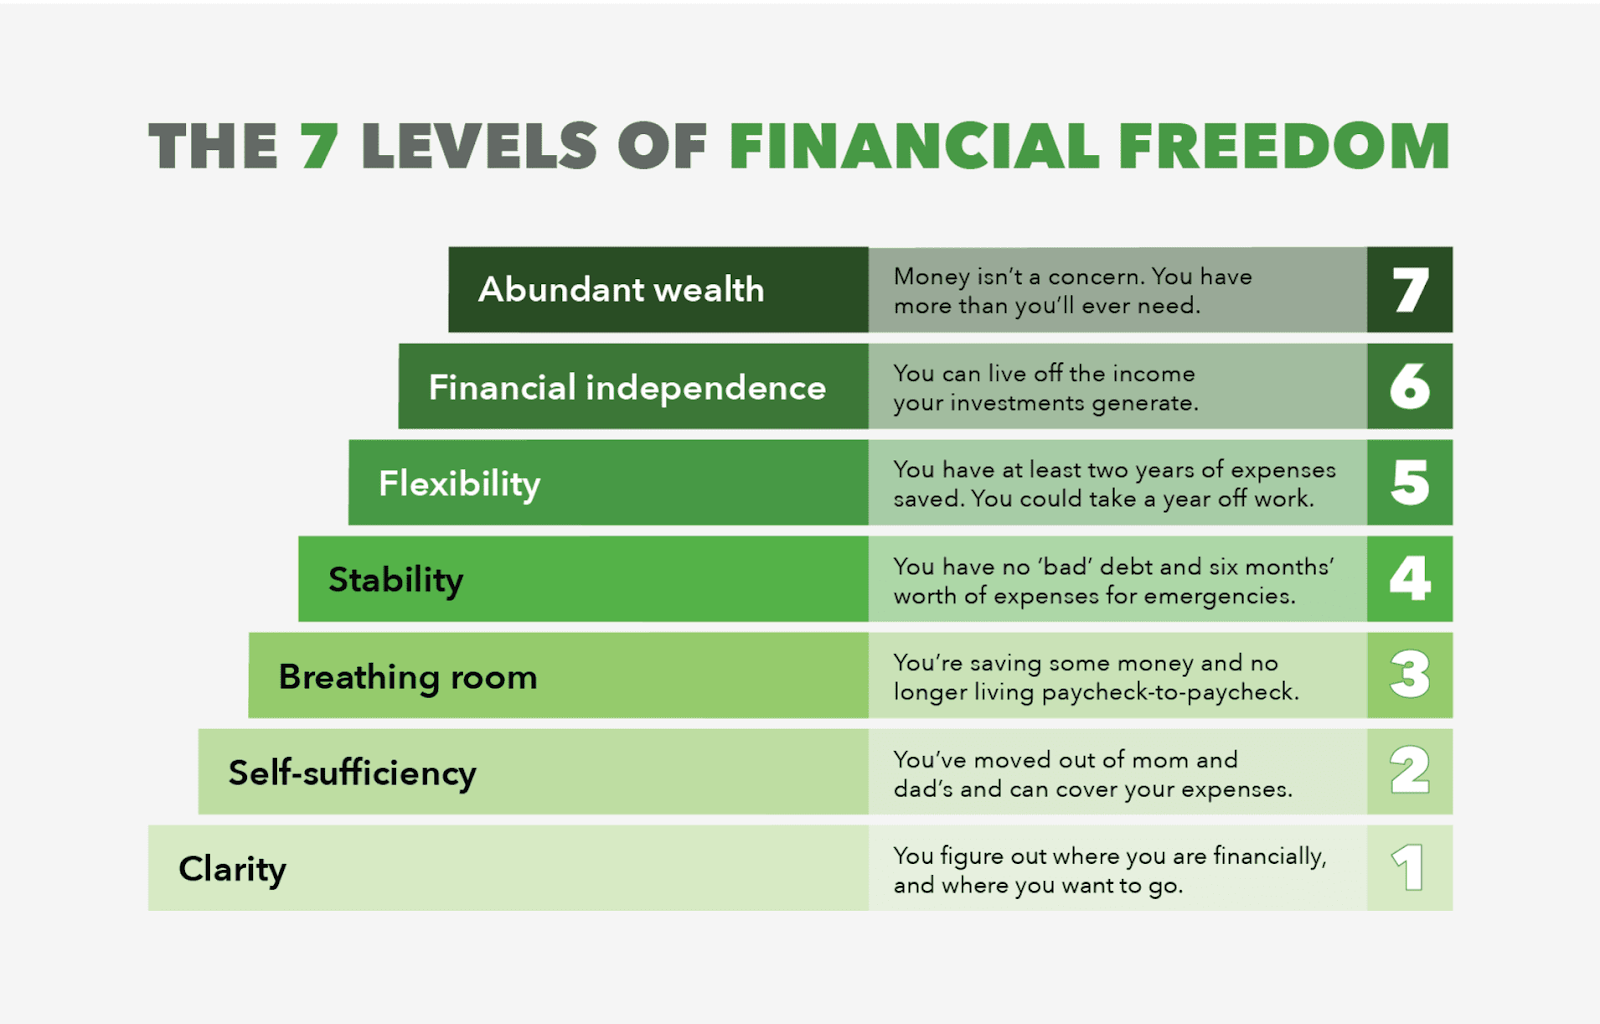 THE 7 LEVELS OF FINANCIAL FREEDOM
Abundant wealth
Money isn’t a concern. You have
more than you’ll ever need.
7
Financial independence
You can live off the income
your investments generate.
6
Flexibility
You have at least two years of expenses
saved. You could take a year off work.
5
Stability
You have no ‘bad’ debt and six months’
worth of expenses for emergencies.
4
Breathing room
You’re saving some money and no
longer living paycheck-to-paycheck.
3
Self-sufficiency
You’ve moved out of mom and
dad’s and can cover your expenses.
2
Clarity
You figure out where you are financially,
and where you want to go.
1